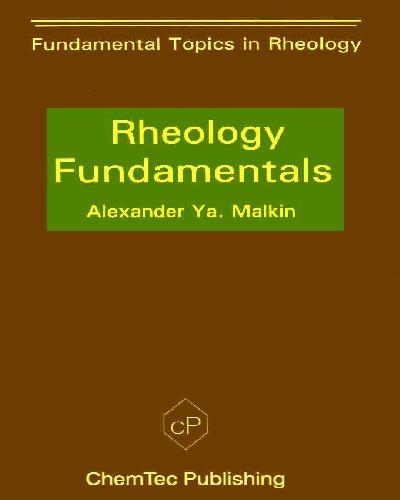 Fundamental Topics in Rheology
Rheology
Fundamentals
Alexander Ya. Malkin
cP
ChemTec Publishing